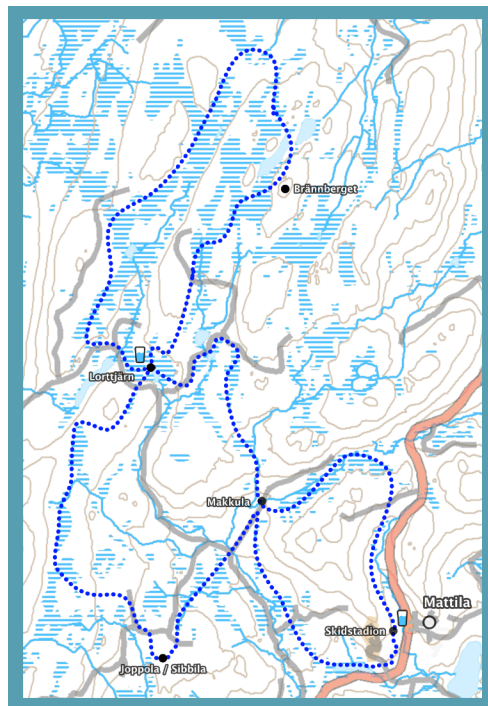 Brännberget
Lorttjärn
Makkula
Mattila
Skidstadion
Joppola / Sibbila